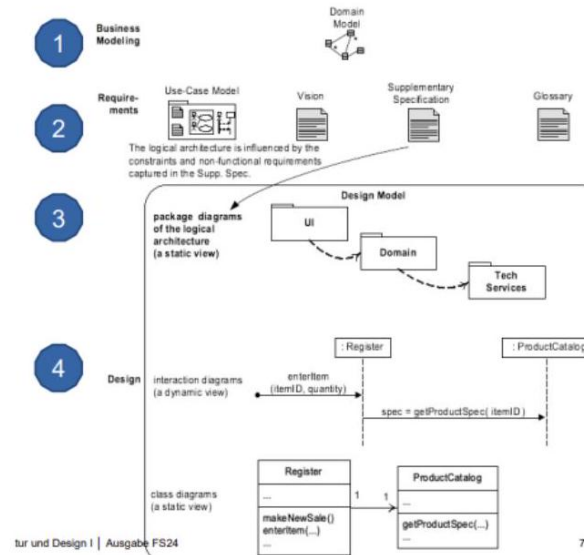 1
Business
Modeling
Domain
Model
*
*
2
Require-
ments
Use-Case Model
Vision
Supplementary
Specification
Glossary
The logical architecture is influenced by the
constraints and non-functional requirements
captured in the Supp. Spec.
3
Design Model
package diagrams
of the logical
architecture
(a static view)
UI
Domain
Tech
Services
4
Design
interaction diagrams
(a dynamic view)
: Register
: ProductCatalog
enterItem
(itemID, quantity)
spec = getProductSpec( itemID )
class diagrams
(a static view)
Register
...
makeNewSale()
enterItem(...)
...
1
1
ProductCatalog
...
getProductSpec(...)
...
tur und Design I | Ausgabe FS24
7